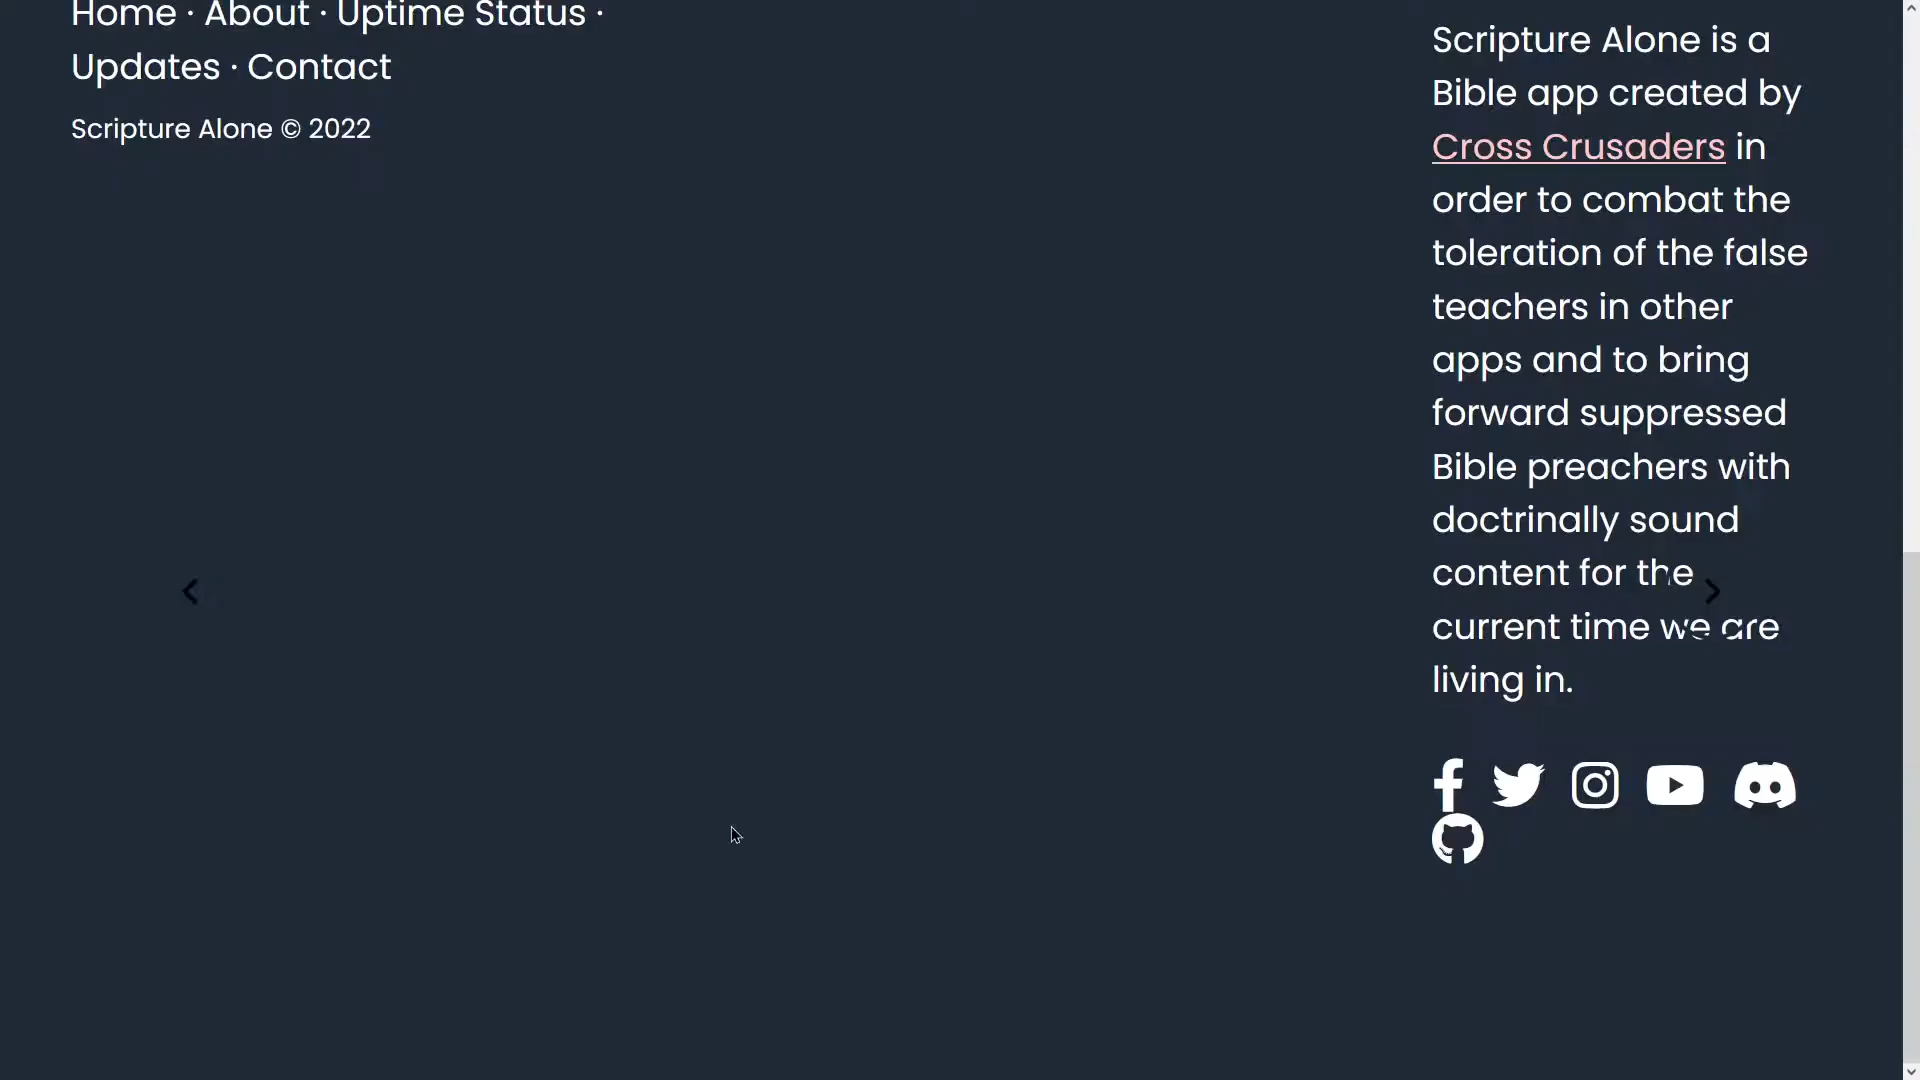 Home · About · Uptime Status ·
Updates · Contact
Scripture Alone © 2022
Scripture Alone is a
Bible app created by
Cross Crusaders in
order to combat the
toleration of the false
teachers in other
apps and to bring
forward suppressed
Bible preachers with
doctrinally sound
content for the
current time we are
living in.